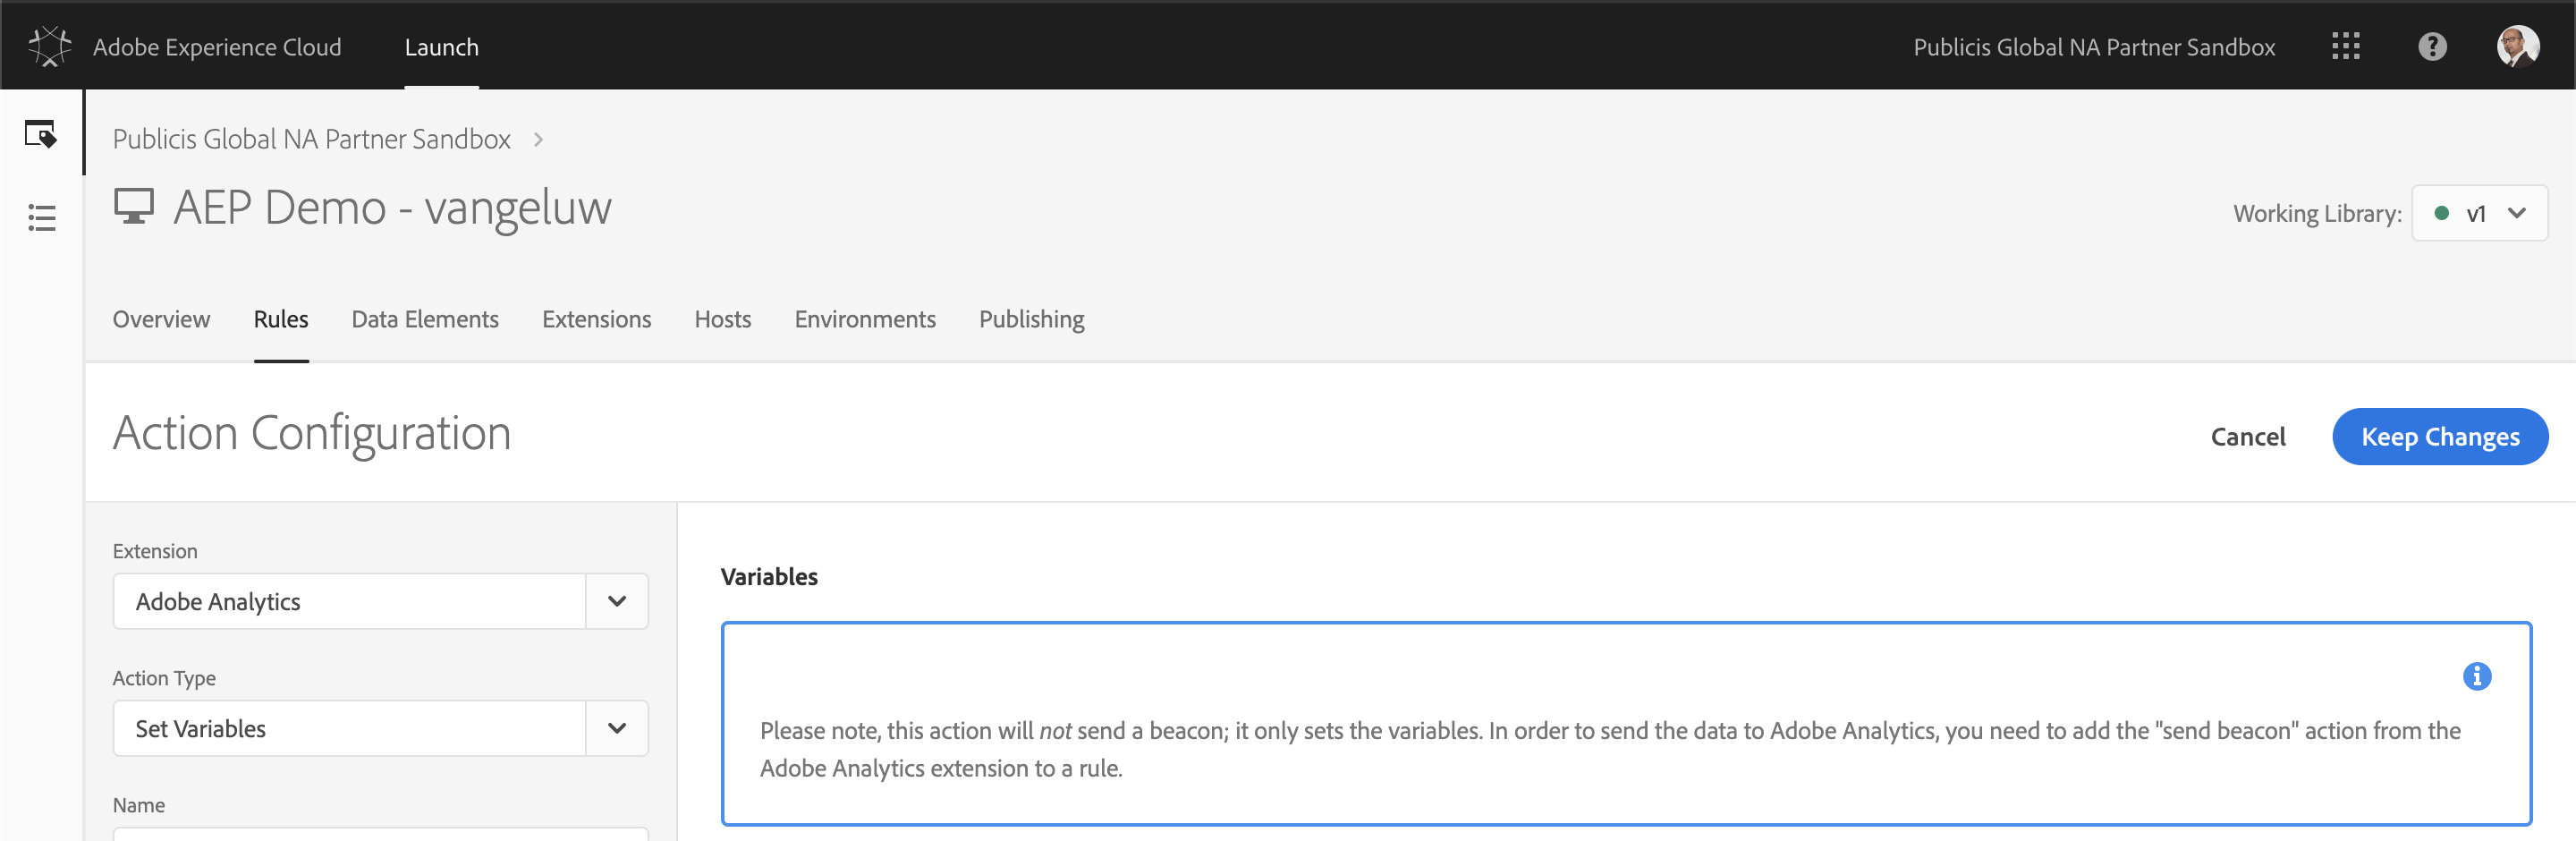 Adobe Experience Cloud Launch Publicis Global NA Partner Sandbox
Publicis Global NA Partner Sandbox
AEP Demo - vangeluw
Working Library: v1
Overview Rules Data Elements Extensions Hosts Environments Publishing
Action Configuration
Cancel Keep Changes
Extension
Adobe Analytics
Action Type
Set Variables
Name
Variables
Please note, this action will not send a beacon; it only sets the variables. In order to send the data to Adobe Analytics, you need to add the "send beacon" action from the
Adobe Analytics extension to a rule.